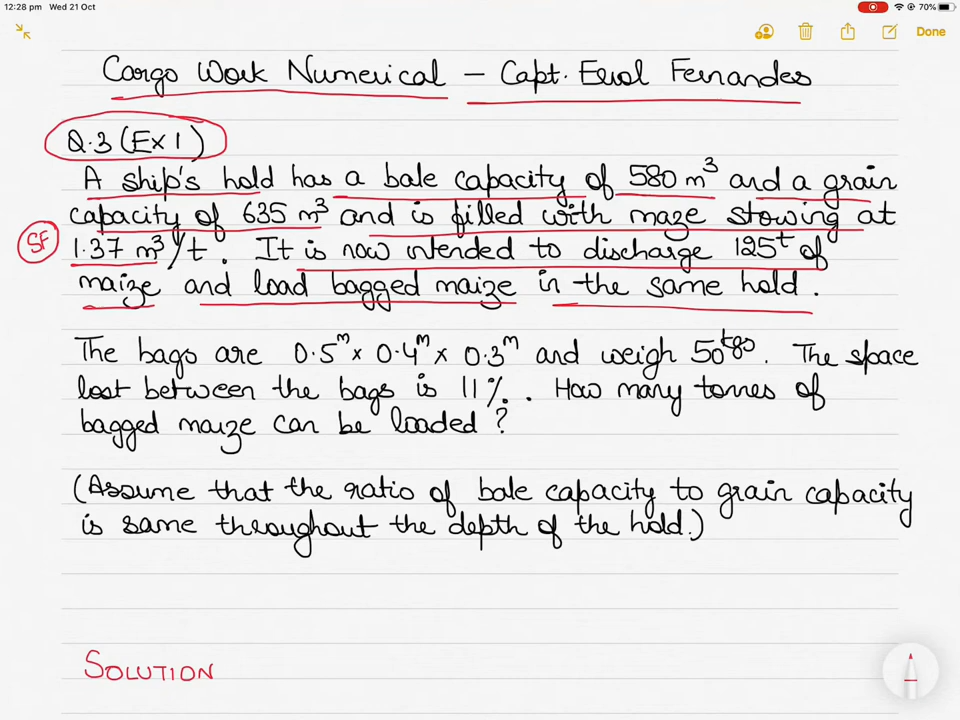 12:28 pm Wed 21 Oct 70%
Done
Cargo Work Numerical - Capt. Errol Fernandes
Q.3 (Ex 1)
A ship's hold has a bale capacity of 580 m³ and a grain
capacity of 635 m³ and is filled with maze stowing at
SF 1.37 m³/t. It is now intended to discharge 125t of
maize and load bagged maize in the same hold.
The bags are 0.5m x 0.4m x 0.3m and weigh 50kgs. The space
lost between the bags is 11%. How many tonnes of
bagged maize can be loaded?
(Assume that the ratio of bale capacity to grain capacity
is same throughout the depth of the hold.)
SOLUTION